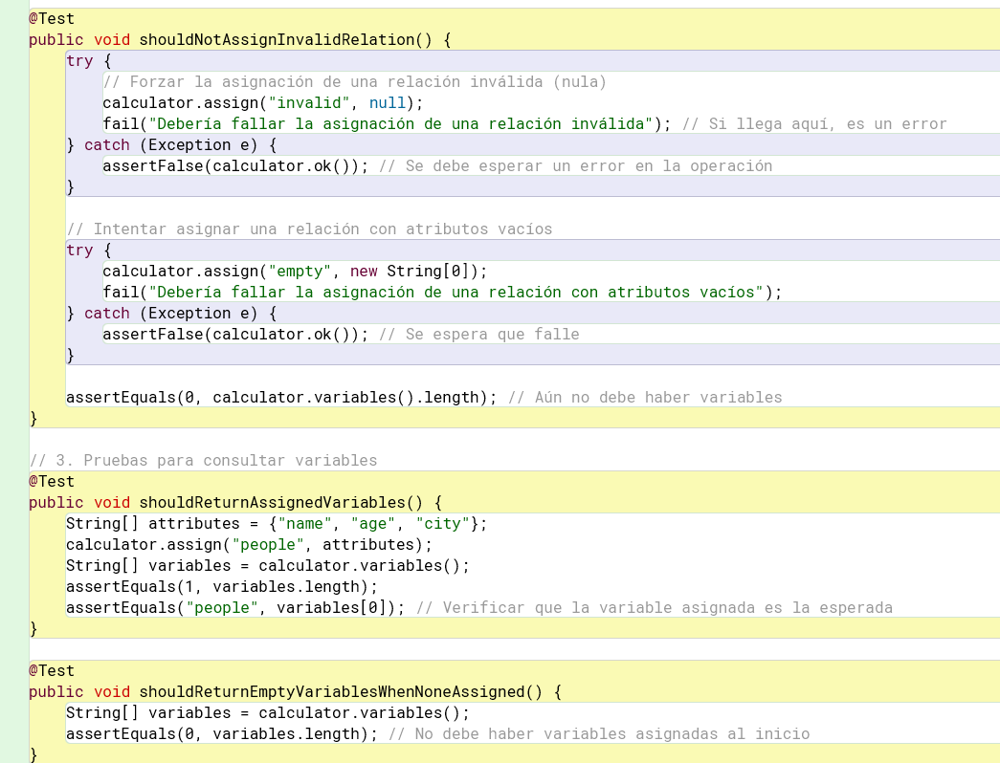 @Test
public void shouldNotAssignInvalidRelation() {
    try {
        // Forzar la asignación de una relación inválida (nula)
        calculator.assign("invalid", null);
        fail("Debería fallar la asignación de una relación inválida"); // Si llega aquí, es un error
    } catch (Exception e) {
        assertFalse(calculator.ok()); // Se debe esperar un error en la operación
    }

    // Intentar asignar una relación con atributos vacíos
    try {
        calculator.assign("empty", new String[0]);
        fail("Debería fallar la asignación de una relación con atributos vacíos");
    } catch (Exception e) {
        assertFalse(calculator.ok()); // Se espera que falle
    }

    assertEquals(0, calculator.variables().length); // Aún no debe haber variables
}

// 3. Pruebas para consultar variables
@Test
public void shouldReturnAssignedVariables() {
    String[] attributes = {"name", "age", "city"};
    calculator.assign("people", attributes);
    String[] variables = calculator.variables();
    assertEquals(1, variables.length);
    assertEquals("people", variables[0]); // Verificar que la variable asignada es la esperada
}

@Test
public void shouldReturnEmptyVariablesWhenNoneAssigned() {
    String[] variables = calculator.variables();
    assertEquals(0, variables.length); // No debe haber variables asignadas al inicio
}